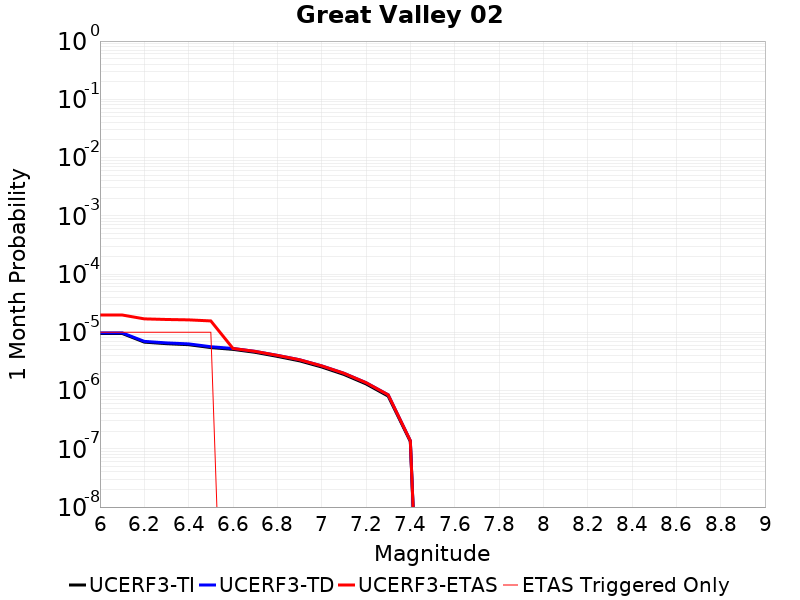 Great Valley 02
1 Month Probability
10^0
10^-1
10^-2
10^-3
10^-4
10^-5
10^-6
10^-7
10^-8
6 6.2 6.4 6.6 6.8 7 7.2 7.4 7.6 7.8 8 8.2 8.4 8.6 8.8 9
Magnitude
UCERF3-TI UCERF3-TD UCERF3-ETAS ETAS Triggered Only